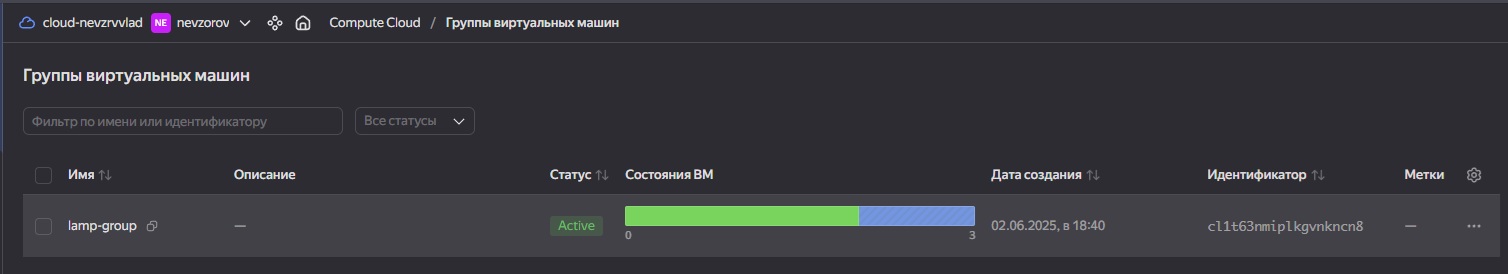 cloud-nevzrvvlad NE nevzorov Compute Cloud / Группы виртуальных машин
Группы виртуальных машин
Фильтр по имени или идентификатору Все статусы
Имя Описание Статус Состояния ВМ Дата создания Идентификатор Метки
lamp-group — Active 02.06.2025, в 18:40 cl1t63nmiplkgvnkncn8 —
0 3